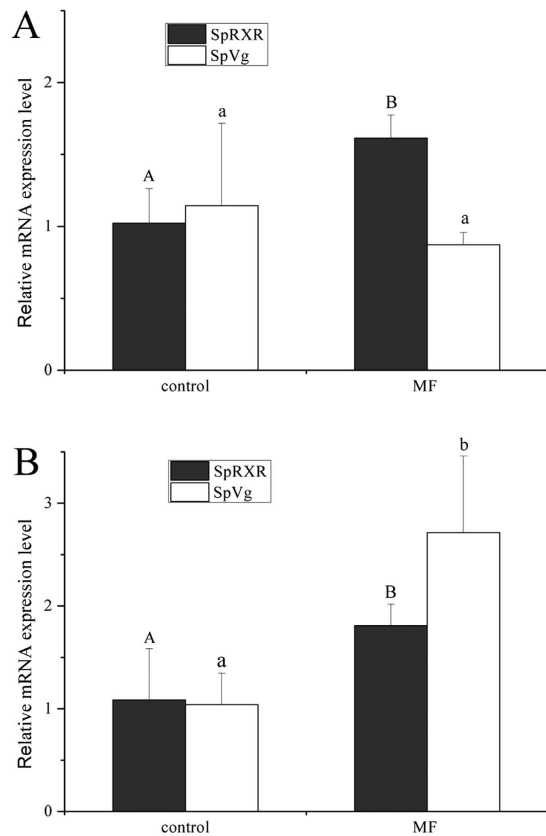 A
SpRXR
SpVg
Relative mRNA expression level
2
1
0
A
a
B
a
control
MF
B
SpRXR
SpVg
Relative mRNA expression level
3
2
1
0
A
a
B
b
control
MF